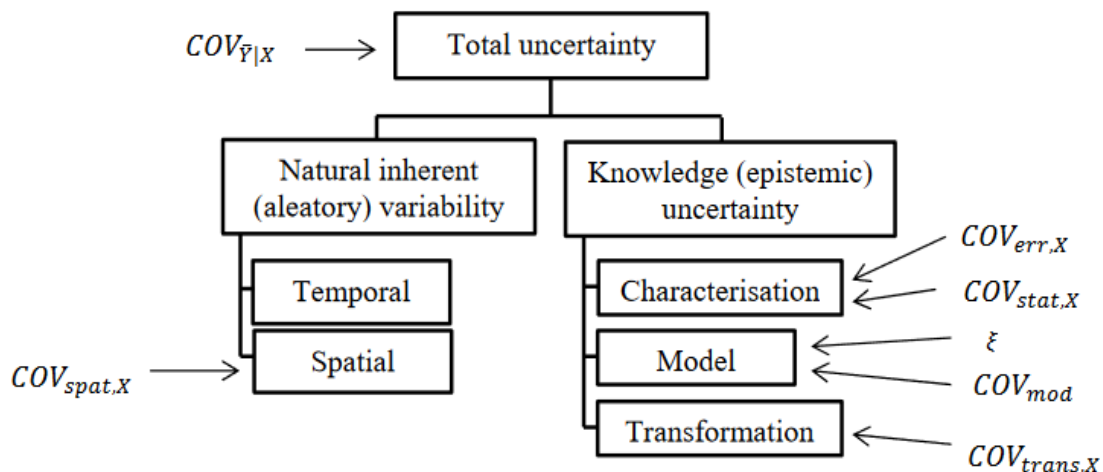 Total uncertainty
COV_{Ȳ|X}
Natural inherent
(aleatory) variability
Knowledge (epistemic)
uncertainty
Temporal
Spatial
COV_{spat,X}
Characterisation
Model
Transformation
COV_{err,X}
COV_{stat,X}
ξ
COV_{mod}
COV_{trans.X}